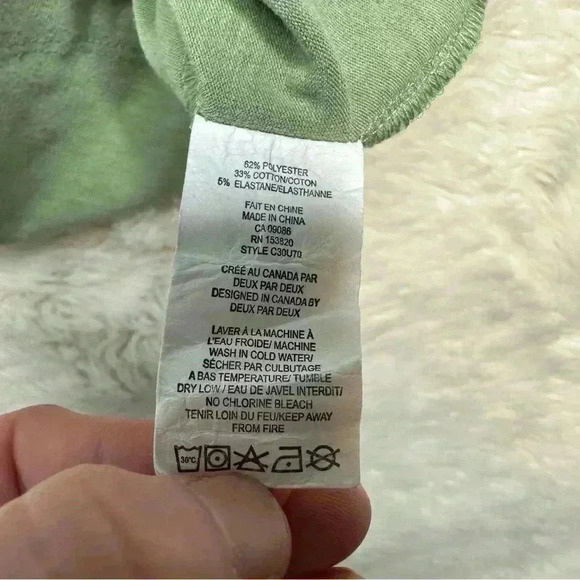 62% POLYESTER
33% COTTON/COTON
5% ELASTANE/ELASTHANNE
FAIT EN CHINE
MADE IN CHINA
CA 09086
RN 153820
STYLE C30U70
CRÉÉ AU CANADA PAR
DEUX PAR DEUX
DESIGNED IN CANADA BY
DEUX PAR DEUX
LAVER À LA MACHINE À
L'EAU FROIDE/ MACHINE
WASH IN COLD WATER/
SÉCHER PAR CULBUTAGE
A BAS TEMPERATURE/ TUMBLE
DRY LOW / EAU DE JAVEL INTERDIT/
NO CHLORINE BLEACH
TENIR LOIN DU FEU/KEEP AWAY
FROM FIRE
30°C